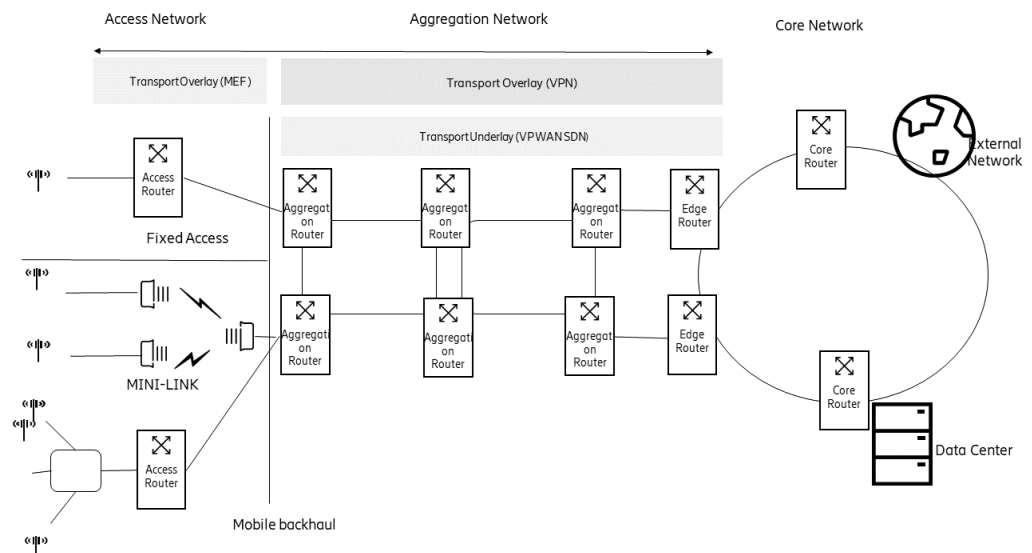 Access Network
Aggregation Network
Core Network
Transport Overlay (MEF)
Transport Overlay (VPN)
Transport Underlay (VPWAN SDN)
Access
Router
Aggregat
on
Router
Aggregat
on
Router
Aggregat
on
Router
Edge
Router
Core
Router
External
Network
Fixed Access
Aggregati
on
Router
Aggregati
on
Router
Aggregat
on
Router
Edge
Router
MINI-LINK
Core
Router
Access
Router
Data Center
Mobile backhaul